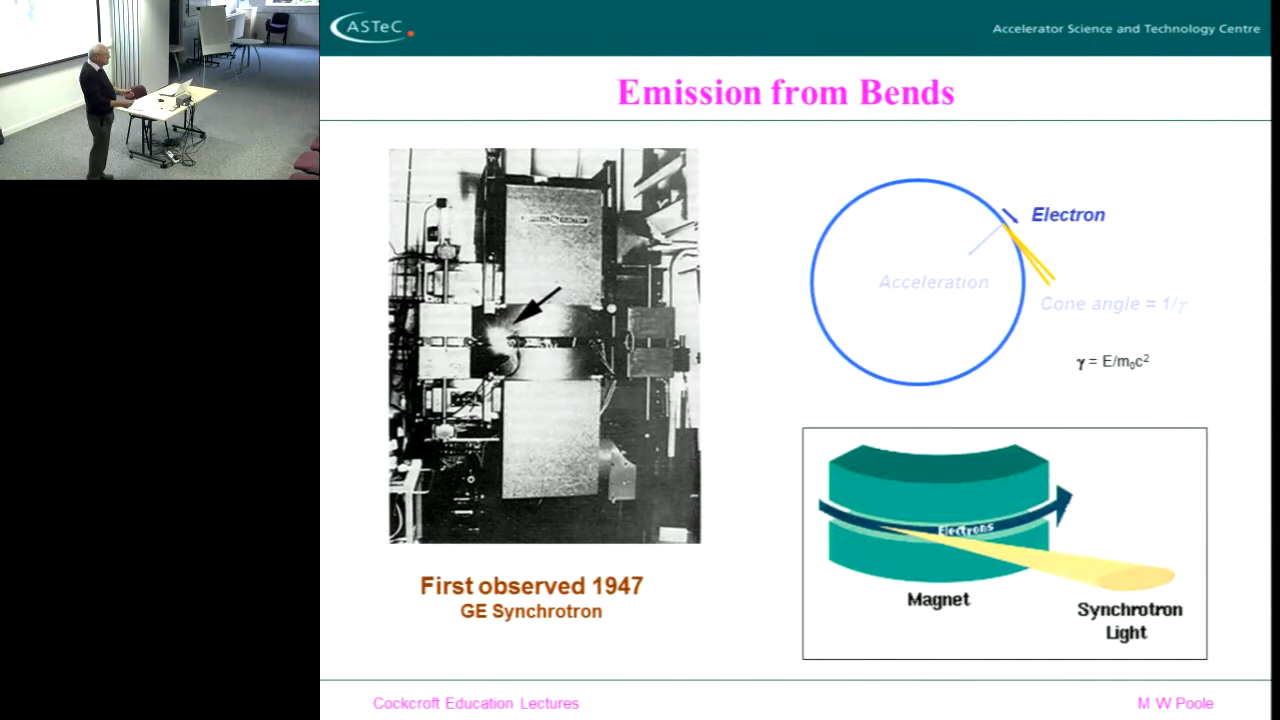 ASTeC
Accelerator Science and Technology Centre
Emission from Bends
Electron
Acceleration
Cone angle = 1/γ
γ = E/m₀c²
First observed 1947
GE Synchrotron
Electrons
Magnet
Synchrotron
Light
Cockcroft Education Lectures
M W Poole